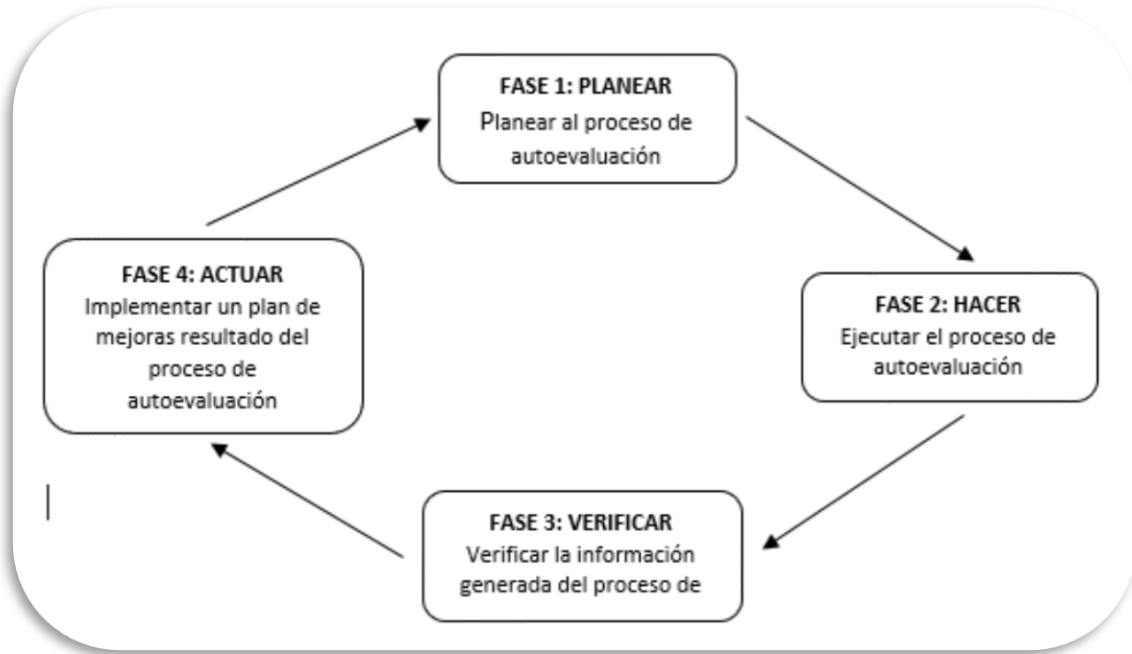 FASE 1: PLANEAR
Planear al proceso de
autoevaluación
FASE 2: HACER
Ejecutar el proceso de
autoevaluación
FASE 3: VERIFICAR
Verificar la información
generada del proceso de
FASE 4: ACTUAR
Implementar un plan de
mejoras resultado del
proceso de
autoevaluación